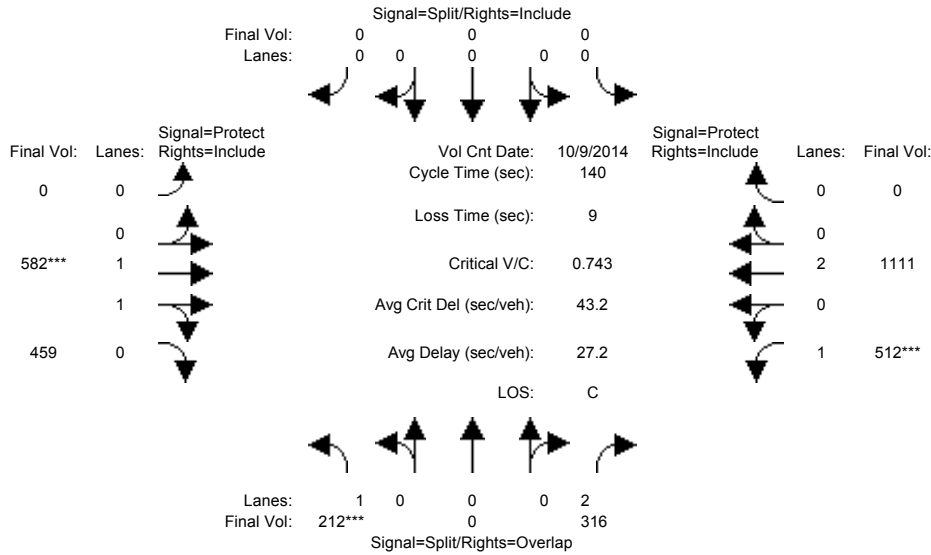 Signal=Split/Rights=Include
Final Vol: 0 0 0
Lanes: 0 0 0 0 0
Signal=Protect Signal=Protect
Final Vol: Lanes: Rights=Include Vol Cnt Date: 10/9/2014 Rights=Include Lanes: Final Vol:
Cycle Time (sec): 140
0 0 0 0
Loss Time (sec): 9
0 0
582*** 1 Critical V/C: 0.743 2 1111
1 Avg Crit Del (sec/veh): 43.2 0
459 0 Avg Delay (sec/veh): 27.2 1 512***
LOS: C
Lanes: 1 0 0 0 2
Final Vol: 212*** 0 316
Signal=Split/Rights=Overlap